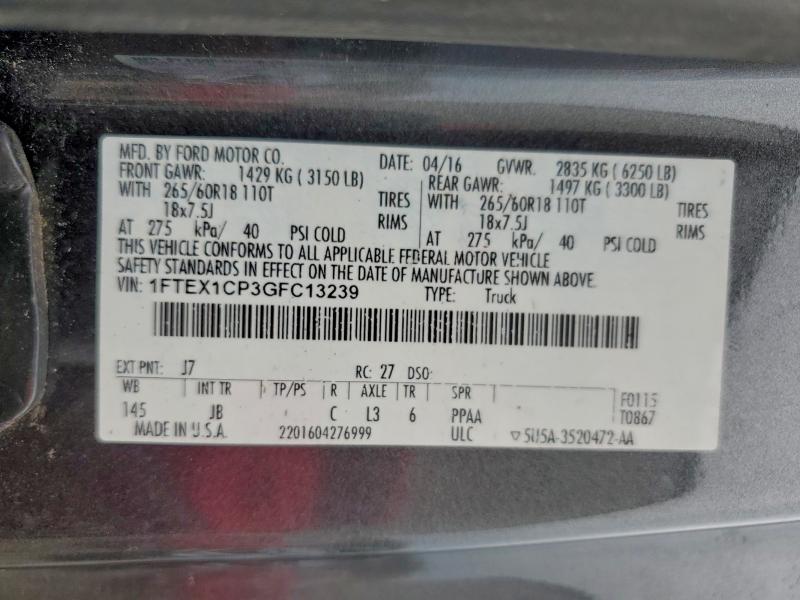 MFD. BY FORD MOTOR CO. DATE: 04/16 GVWR: 2835 KG ( 6250 LB)
FRONT GAWR: 1429 KG ( 3150 LB) REAR GAWR: 1497 KG ( 3300 LB)
WITH 265/60R18 110T TIRES WITH 265/60R18 110T TIRES
18x7.5J RIMS 18x7.5J RIMS
AT 275 kPa/ 40 PSI COLD AT 275 kPa/ 40 PSI COLD
THIS VEHICLE CONFORMS TO ALL APPLICABLE FEDERAL MOTOR VEHICLE
SAFETY STANDARDS IN EFFECT ON THE DATE OF MANUFACTURE SHOWN ABOVE.
VIN: 1FTEX1CP3GFC13239 TYPE: Truck
EXT PNT: J7 RC: 27 DSO:
WB INT TR TP/PS R AXLE TR SPR F0115
145 JB C L3 6 PPAA T0867
MADE IN U.S.A. 2201604276999 ULC ▽5U5A-3520472-AA